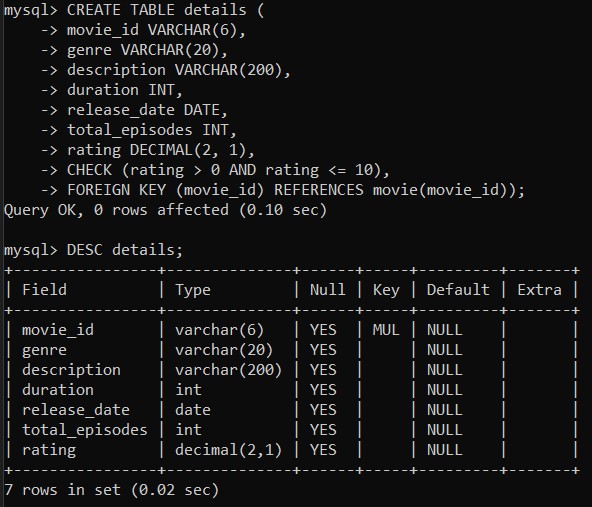 mysql> CREATE TABLE details (
    -> movie_id VARCHAR(6),
    -> genre VARCHAR(20),
    -> description VARCHAR(200),
    -> duration INT,
    -> release_date DATE,
    -> total_episodes INT,
    -> rating DECIMAL(2, 1),
    -> CHECK (rating > 0 AND rating <= 10),
    -> FOREIGN KEY (movie_id) REFERENCES movie(movie_id));
Query OK, 0 rows affected (0.10 sec)

mysql> DESC details;
+----------------+--------------+------+-----+---------+-------+
| Field          | Type         | Null | Key | Default | Extra |
+----------------+--------------+------+-----+---------+-------+
| movie_id       | varchar(6)   | YES  | MUL | NULL    |       |
| genre          | varchar(20)  | YES  |     | NULL    |       |
| description    | varchar(200) | YES  |     | NULL    |       |
| duration       | int          | YES  |     | NULL    |       |
| release_date   | date         | YES  |     | NULL    |       |
| total_episodes | int          | YES  |     | NULL    |       |
| rating         | decimal(2,1) | YES  |     | NULL    |       |
+----------------+--------------+------+-----+---------+-------+
7 rows in set (0.02 sec)